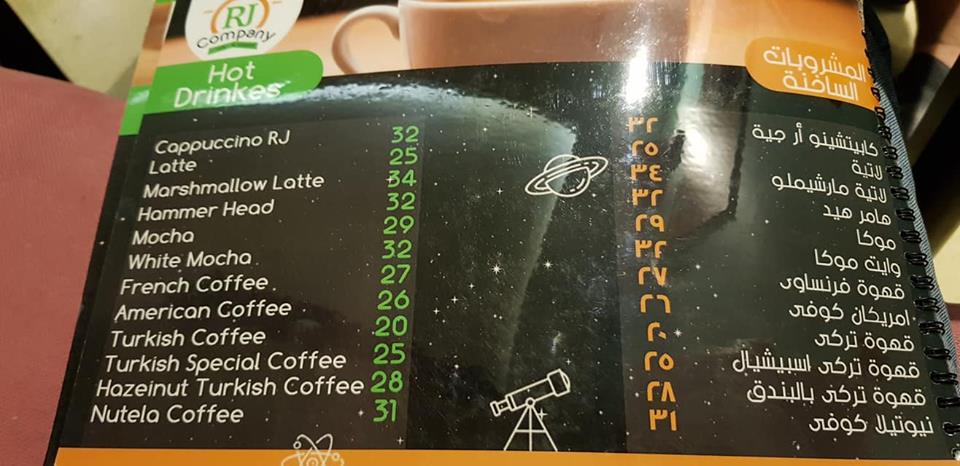 RJ
Company
Hot
Drinkes
المشروبات
الساخنة
Cappuccino RJ 32 ٣٢ كابيتشينو أر جية
Latte 25 ٢٥ لاتية
Marshmallow Latte 34 ٣٤ لاتية مارشيملو
Hammer Head 32 ٣٢ هامر هيد
Mocha 29 ٢٩ موكا
White Mocha 32 ٣٢ وايت موكا
French Coffee 27 ٢٧ قهوة فرنساوى
American Coffee 26 ٢٦ امريكان كوفى
Turkish Coffee 20 ٢٠ قهوة تركى
Turkish Special Coffee 25 ٢٥ قهوة تركى اسبيشيال
Hazeinut Turkish Coffee 28 ٢٨ قهوة تركى بالبندق
Nutela Coffee 31 ٣١ نيوتيلا كوفى